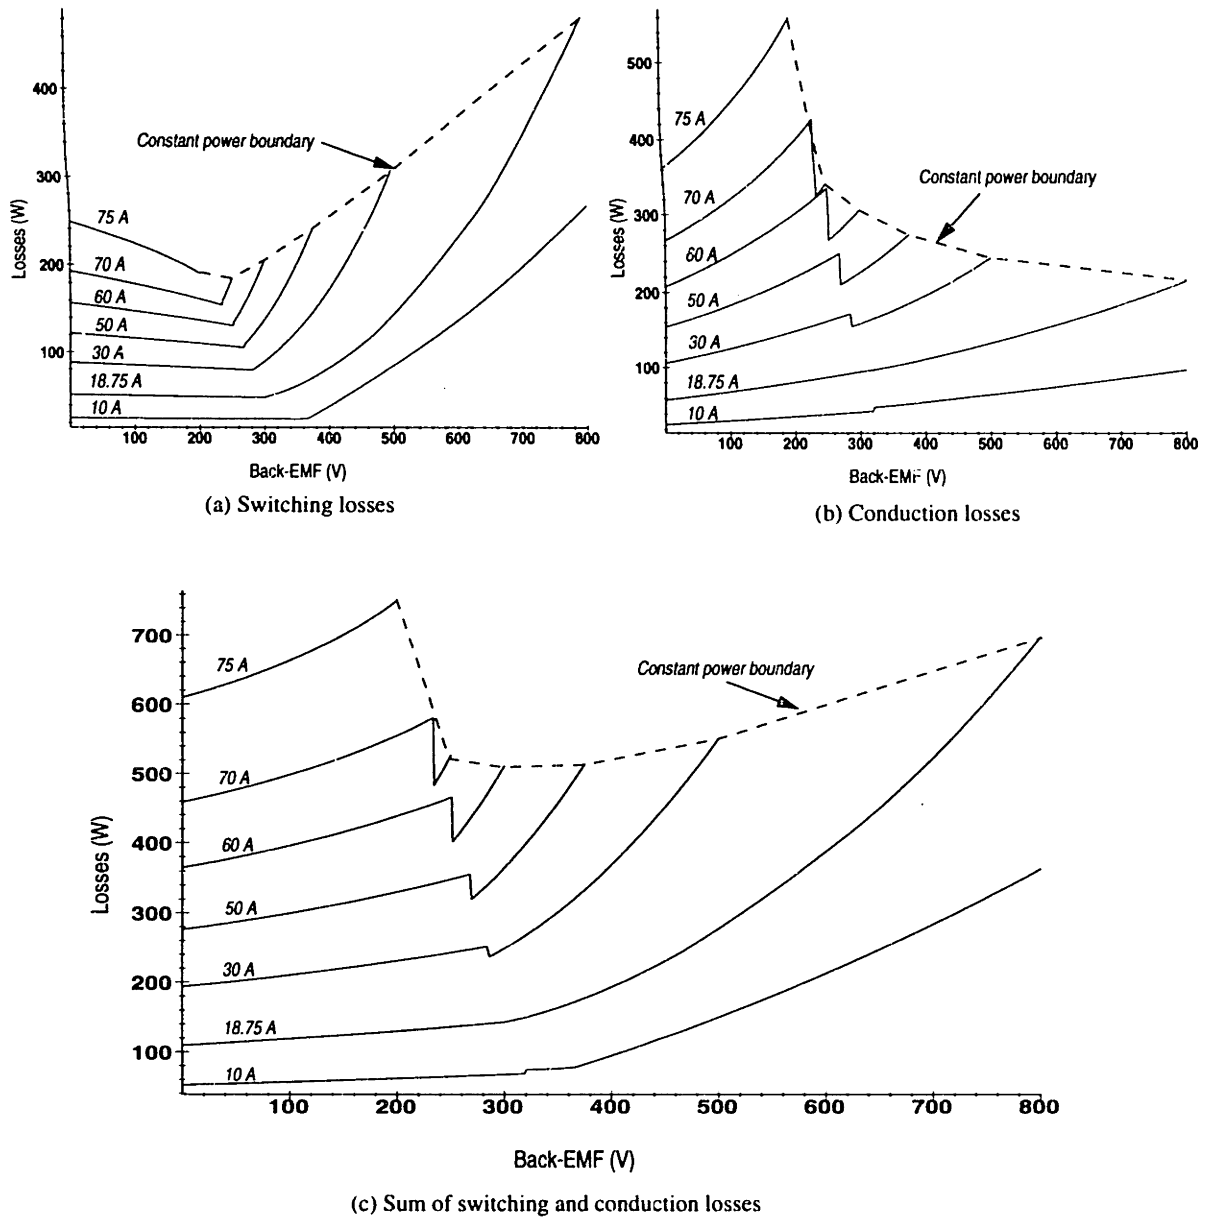 400
300
200
100
Losses (W)
75 A
70 A
60 A
50 A
30 A
18.75 A
10 A
Constant power boundary
100 200 300 400 500 600 700 800
Back-EMF (V)
(a) Switching losses
500
400
300
200
100
Losses (W)
75 A
70 A
60 A
50 A
30 A
18.75 A
10 A
Constant power boundary
100 200 300 400 500 600 700 800
Back-EMF (V)
(b) Conduction losses
700
600
500
400
300
200
100
Losses (W)
75 A
70 A
60 A
50 A
30 A
18.75 A
10 A
Constant power boundary
100 200 300 400 500 600 700 800
Back-EMF (V)
(c) Sum of switching and conduction losses